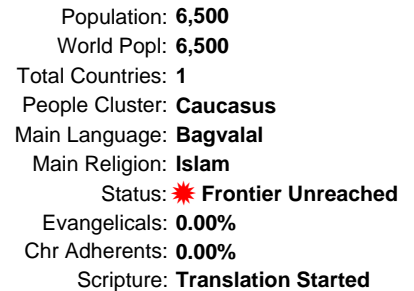 Population: 6,500
World Popl: 6,500
Total Countries: 1
People Cluster: Caucasus
Main Language: Bagvalal
Main Religion: Islam
Status: Frontier Unreached
Evangelicals: 0.00%
Chr Adherents: 0.00%
Scripture: Translation Started